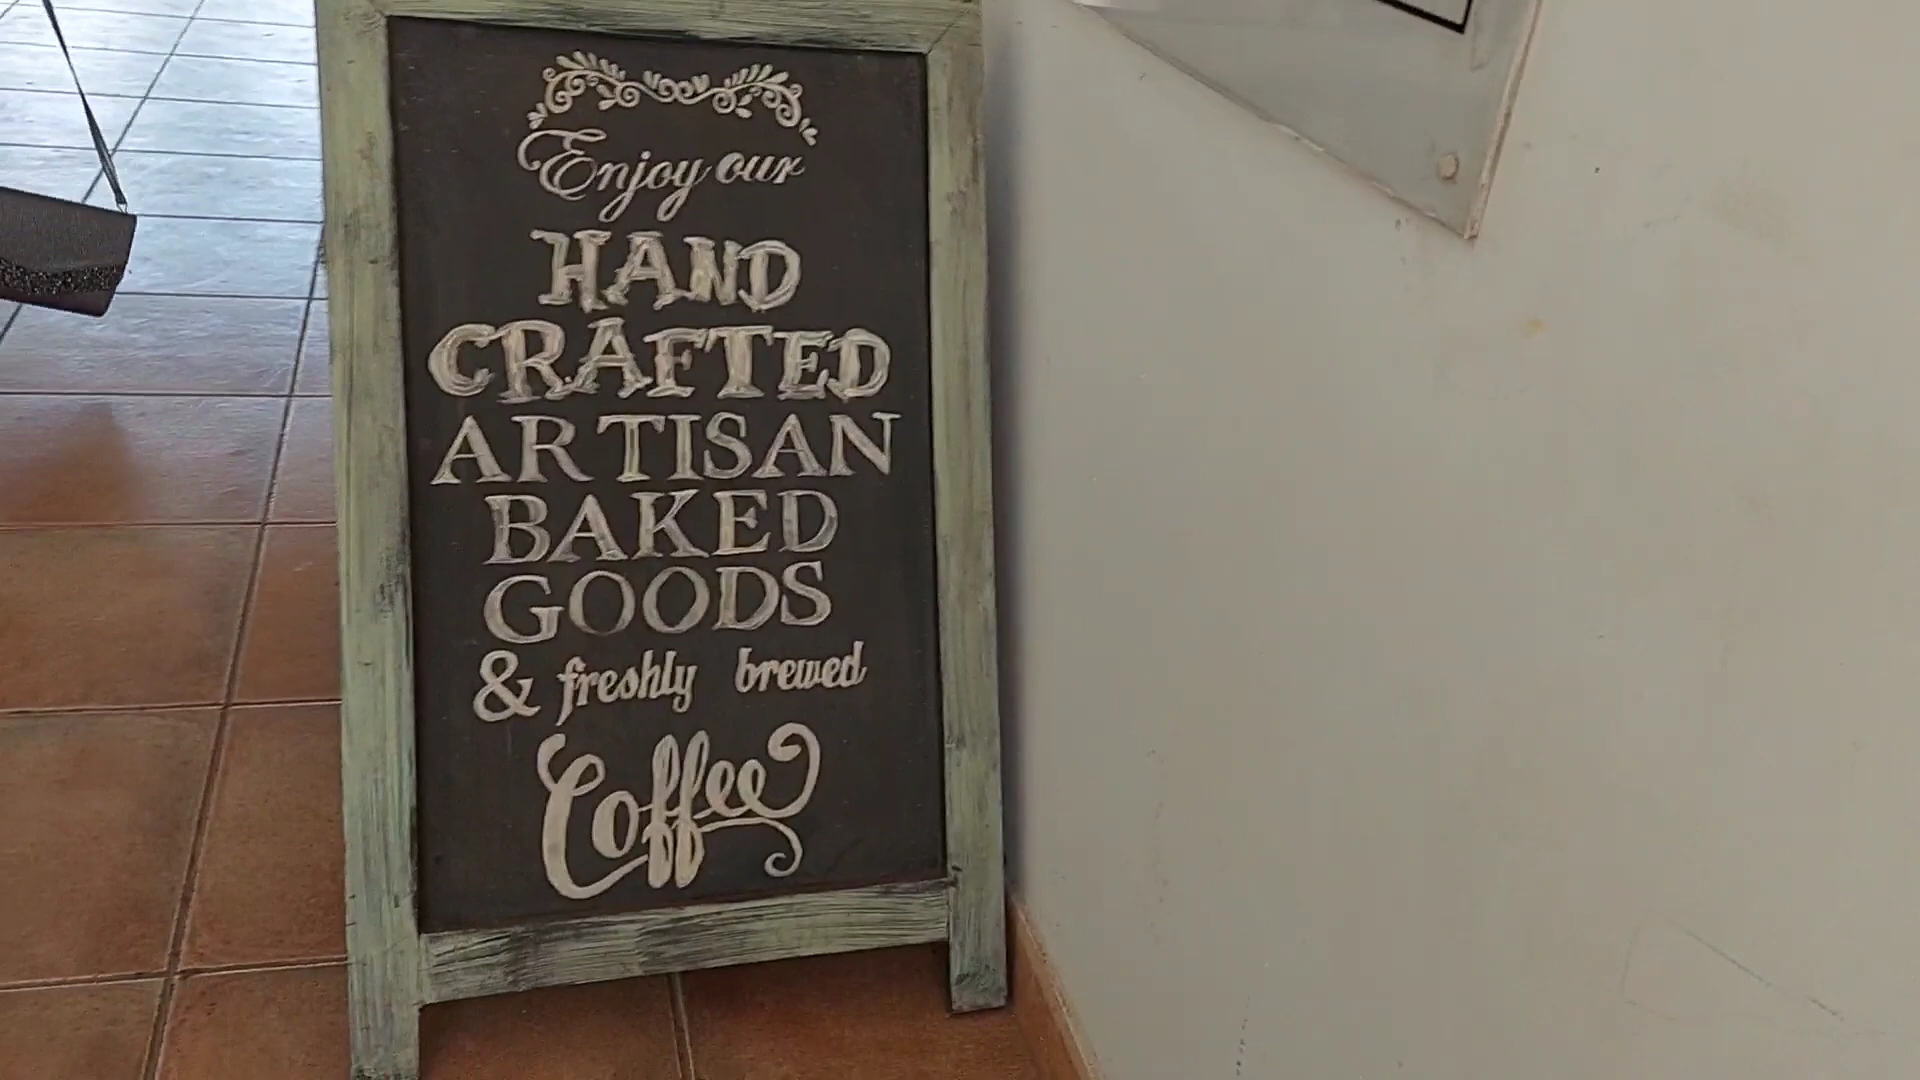 Enjoy our
HAND
CRAFTED
ARTISAN
BAKED
GOODS
& freshly brewed
Coffee